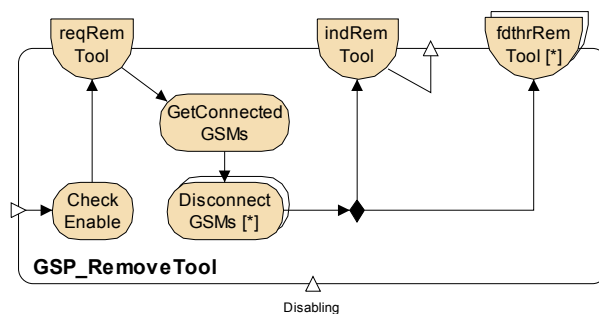 reqRem
Tool
indRem
Tool
fdthrRem
Tool [*]
GetConnected
GSMs
Check
Enable
Disconnect
GSMs [*]
GSP_RemoveTool
Disabling